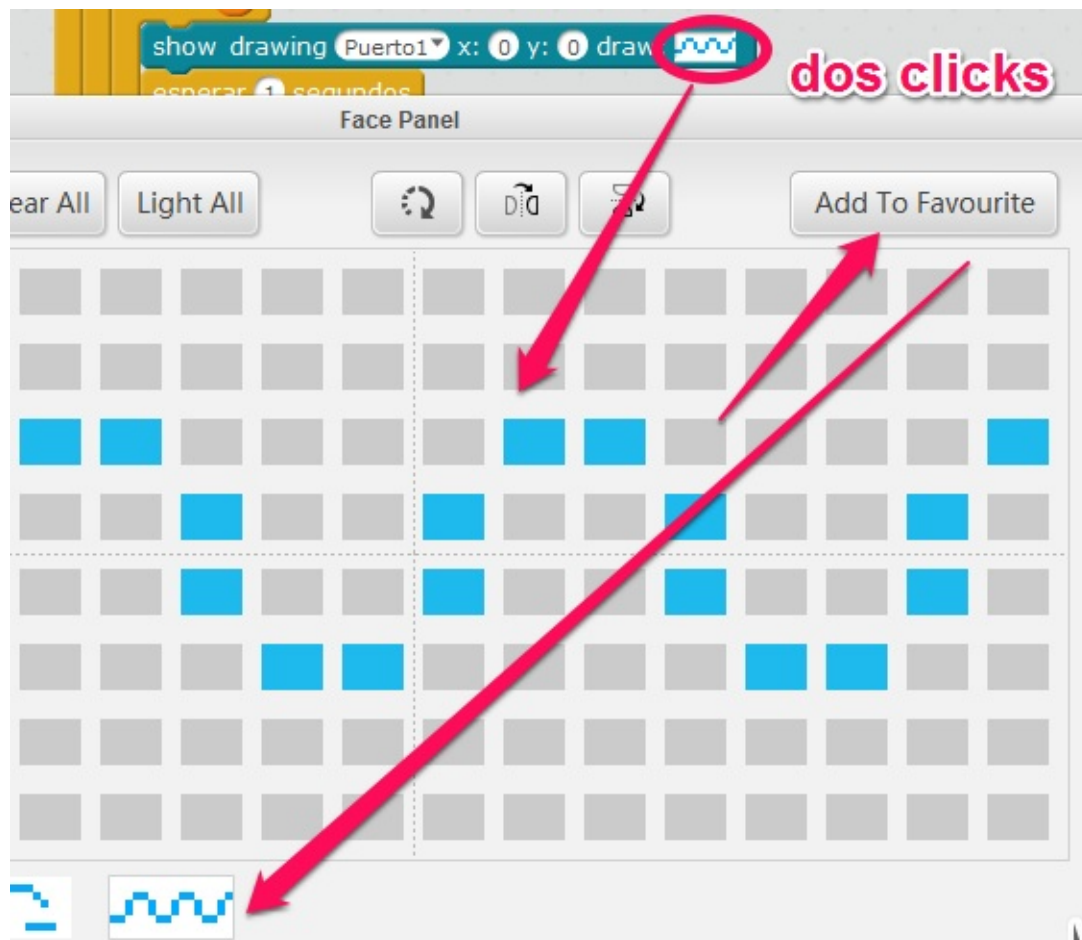 show drawing Puerto1 x: 0 y: 0 draw:
dos clicks
esperar 1 segundos
Face Panel
ear All
Light All
Add To Favourite